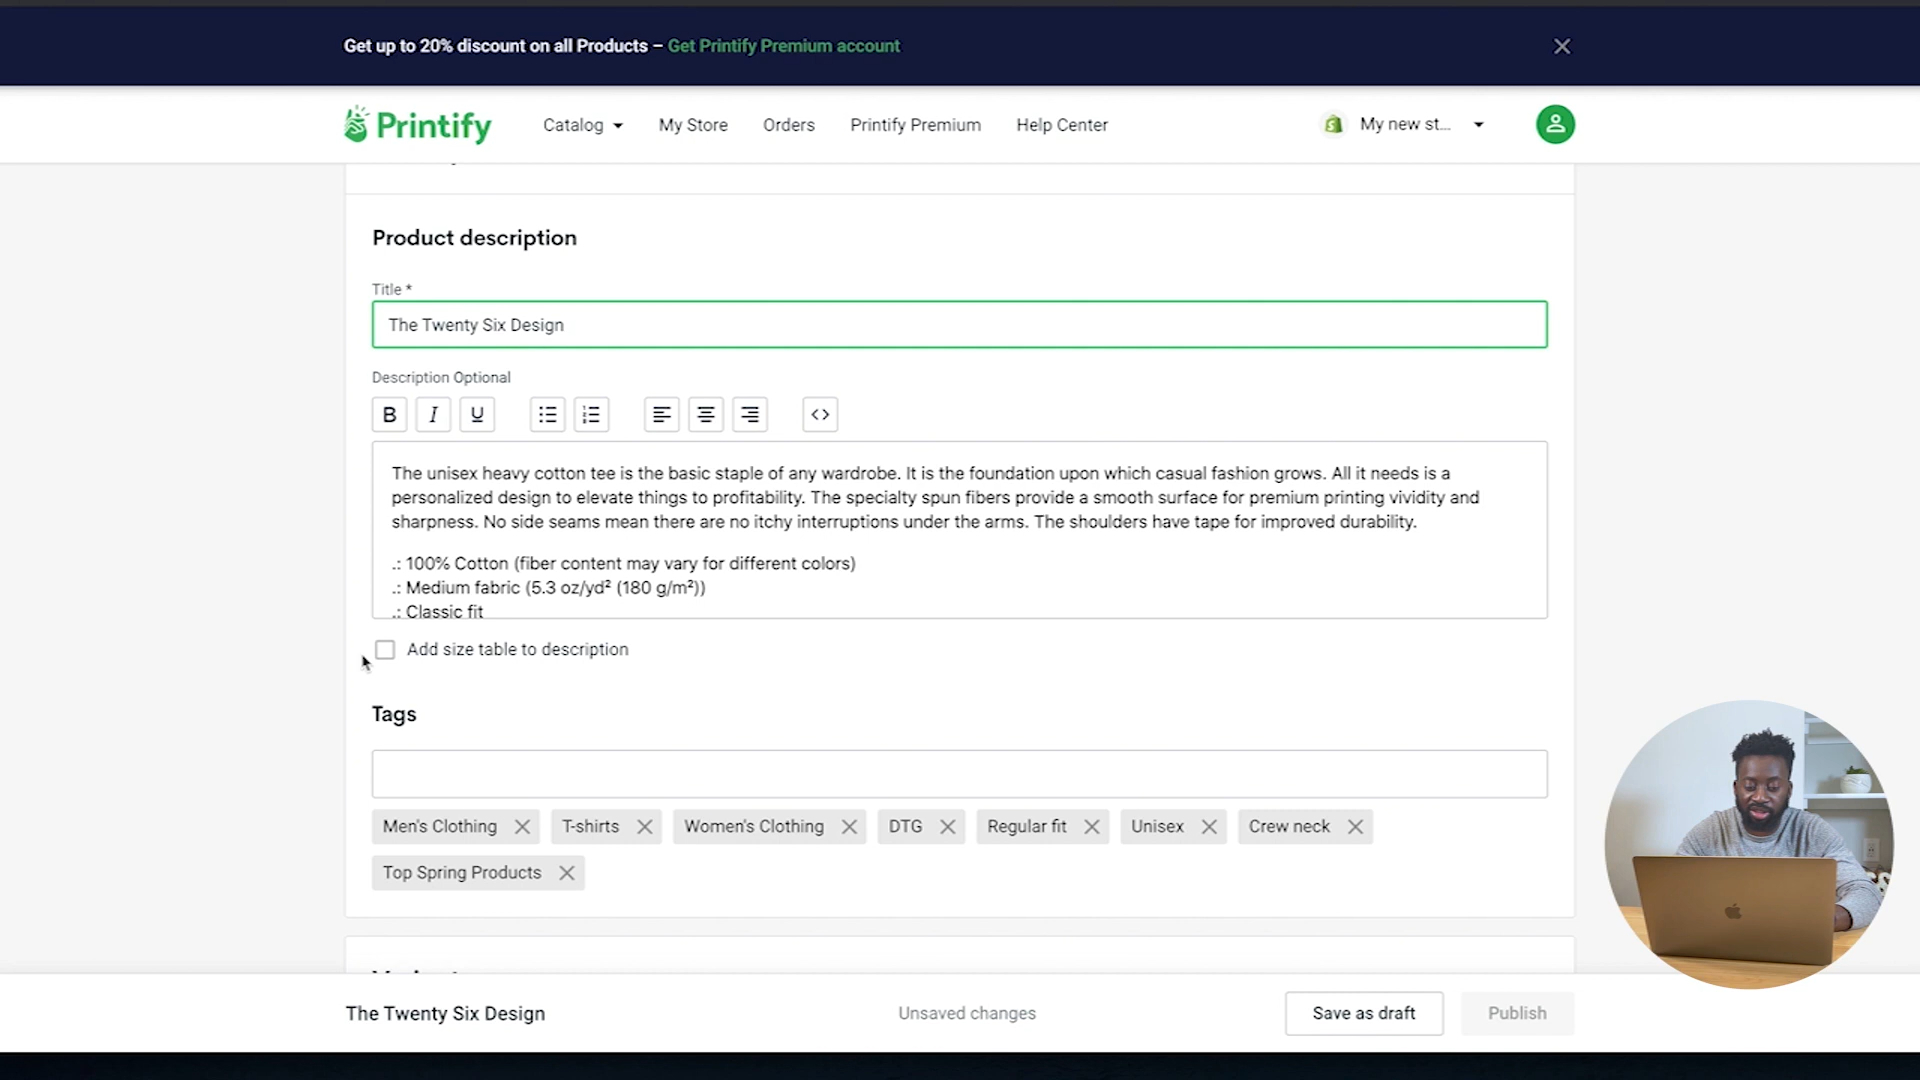 Get up to 20% discount on all Products – Get Printify Premium account
Printify
Catalog
My Store
Orders
Printify Premium
Help Center
My new st...
Product description
Title *
The Twenty Six Design
Description Optional
B I U
The unisex heavy cotton tee is the basic staple of any wardrobe. It is the foundation upon which casual fashion grows. All it needs is a
personalized design to elevate things to profitability. The specialty spun fibers provide a smooth surface for premium printing vividity and
sharpness. No side seams mean there are no itchy interruptions under the arms. The shoulders have tape for improved durability.
.: 100% Cotton (fiber content may vary for different colors)
.: Medium fabric (5.3 oz/yd² (180 g/m²))
.: Classic fit
Add size table to description
Tags
Men's Clothing
T-shirts
Women's Clothing
DTG
Regular fit
Unisex
Crew neck
Top Spring Products
The Twenty Six Design
Unsaved changes
Save as draft
Publish